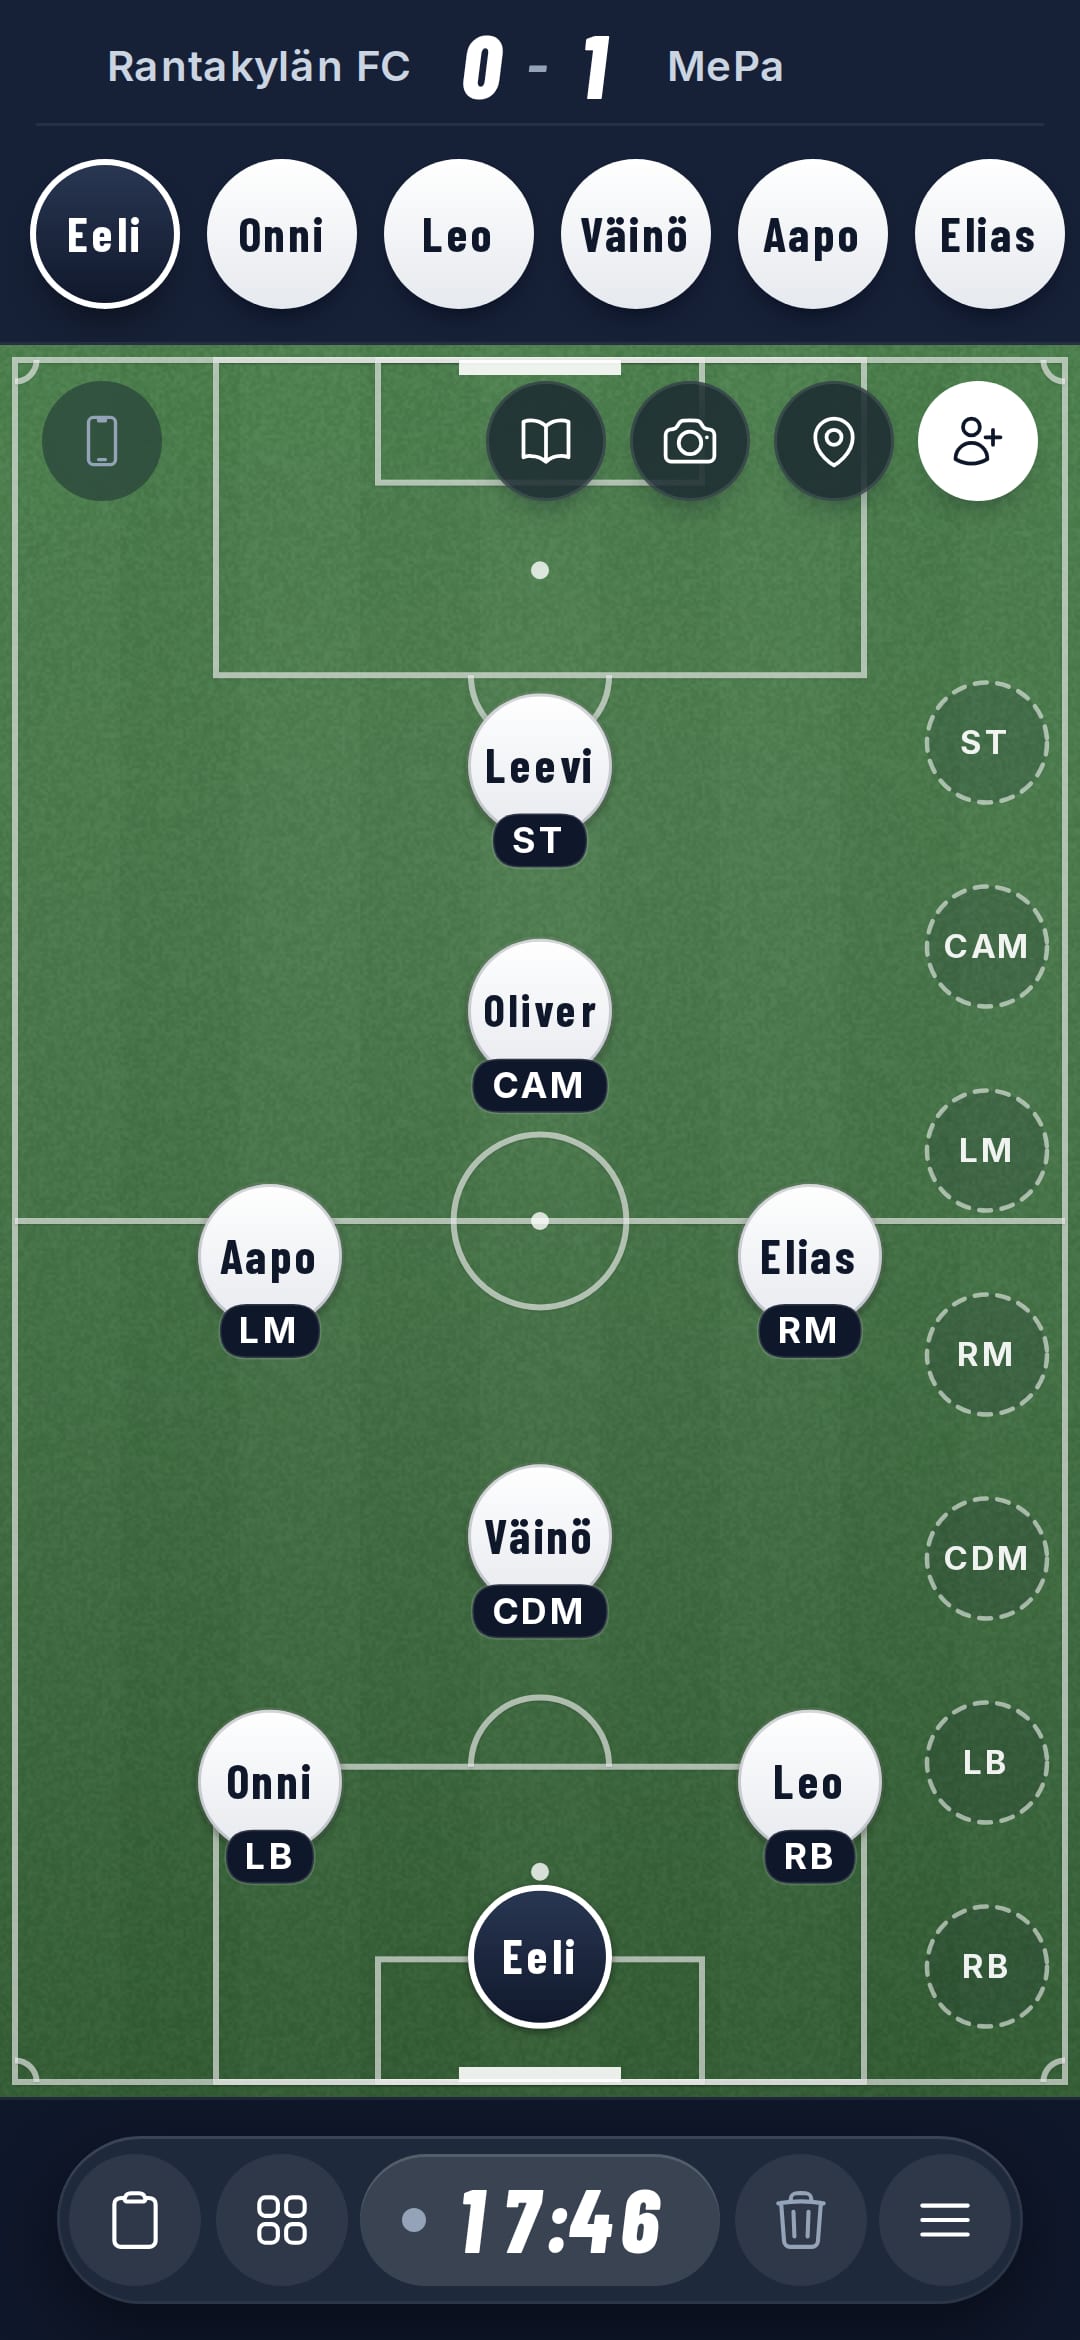 Rantakylän FC 0 - 1 MePa
Eeli Onni Leo Väinö Aapo Elias
ST
Leevi
ST
CAM
Oliver
CAM
LM
Aapo Elias
LM RM
RM
Väinö
CDM
CDM
LB
Onni Leo
LB RB
Eeli
RB
17:46